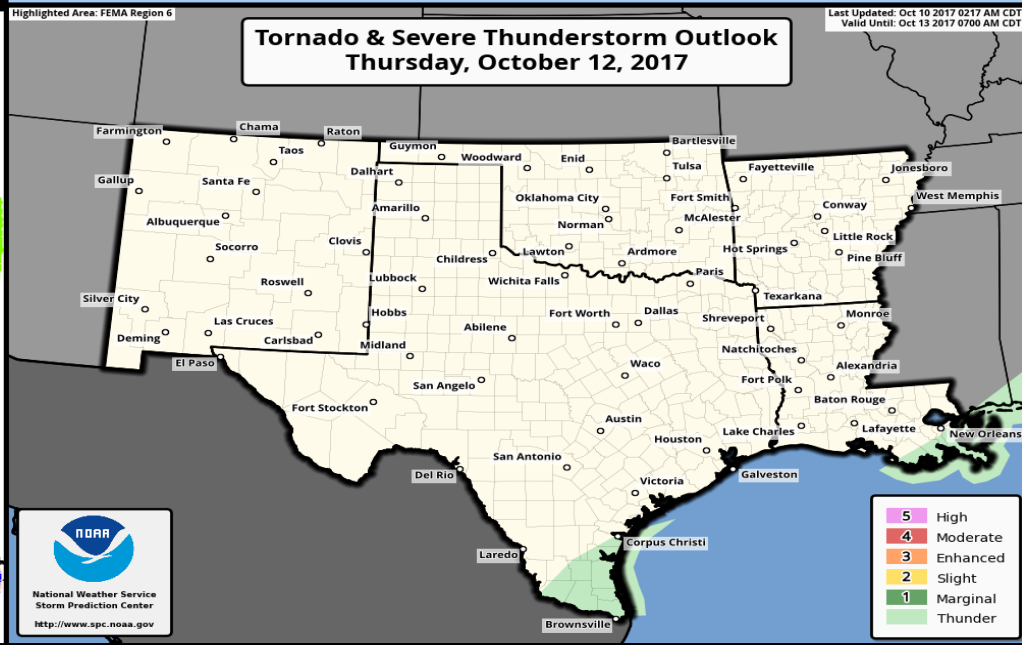 Highlighted Area: FEMA Region 6
Last Updated: Oct 10 2017 0217 AM CDT
Valid Until: Oct 13 2017 0700 AM CDT
Tornado & Severe Thunderstorm Outlook
Thursday, October 12, 2017
Farmington
Chama
Raton
Taos
Guymon
Woodward
Enid
Bartlesville
Tulsa
Fayetteville
Jonesboro
Gallup
Santa Fe
Dalhart
Amarillo
Oklahoma City
Fort Smith
West Memphis
Albuquerque
Norman
McAlester
Conway
Socorro
Clovis
Childress
Lawton
Ardmore
Hot Springs
Little Rock
Pine Bluff
Silver City
Roswell
Lubbock
Wichita Falls
Paris
Texarkana
Deming
Las Cruces
Carlsbad
Hobbs
Midland
Abilene
Fort Worth
Dallas
Shreveport
Monroe
El Paso
San Angelo
Waco
Natchitoches
Fort Polk
Alexandria
Fort Stockton
Austin
Baton Rouge
Houston
Lake Charles
Lafayette
New Orleans
Del Rio
San Antonio
Victoria
Galveston
Laredo
Corpus Christi
Brownsville
NOAA
National Weather Service
Storm Prediction Center
http://www.spc.noaa.gov
5 High
4 Moderate
3 Enhanced
2 Slight
1 Marginal
Thunder